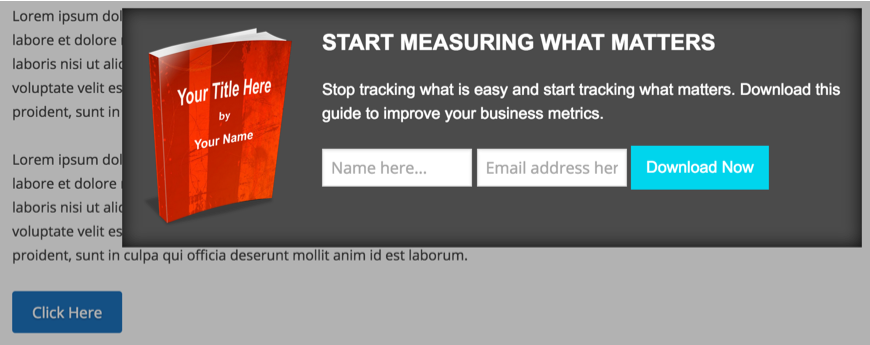 Lorem ipsum dol
labore et dolore
laboris nisi ut alic
voluptate velit es
proident, sunt in
START MEASURING WHAT MATTERS
Stop tracking what is easy and start tracking what matters. Download this
guide to improve your business metrics.
Your Title Here
by
Your Name
Name here...
Email address her
Download Now
Lorem ipsum dol
labore et dolore
laboris nisi ut alic
voluptate velit es
proident, sunt in culpa qui officia deserunt mollit anim id est laborum.
Click Here